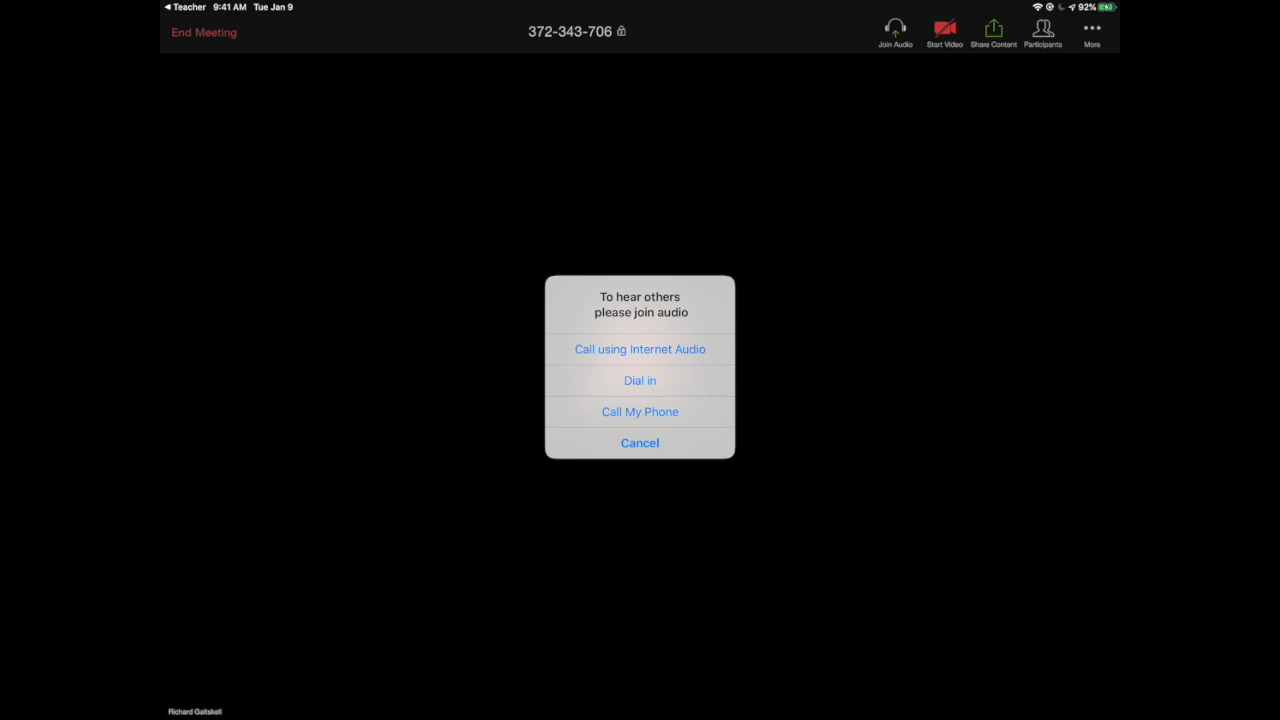 Teacher 9:41 AM Tue Jan 9
92%
End Meeting
372-343-706
Join Audio
Start Video
Share Content
Participants
More
To hear others
please join audio
Call using Internet Audio
Dial in
Call My Phone
Cancel
Richard Gaitskell